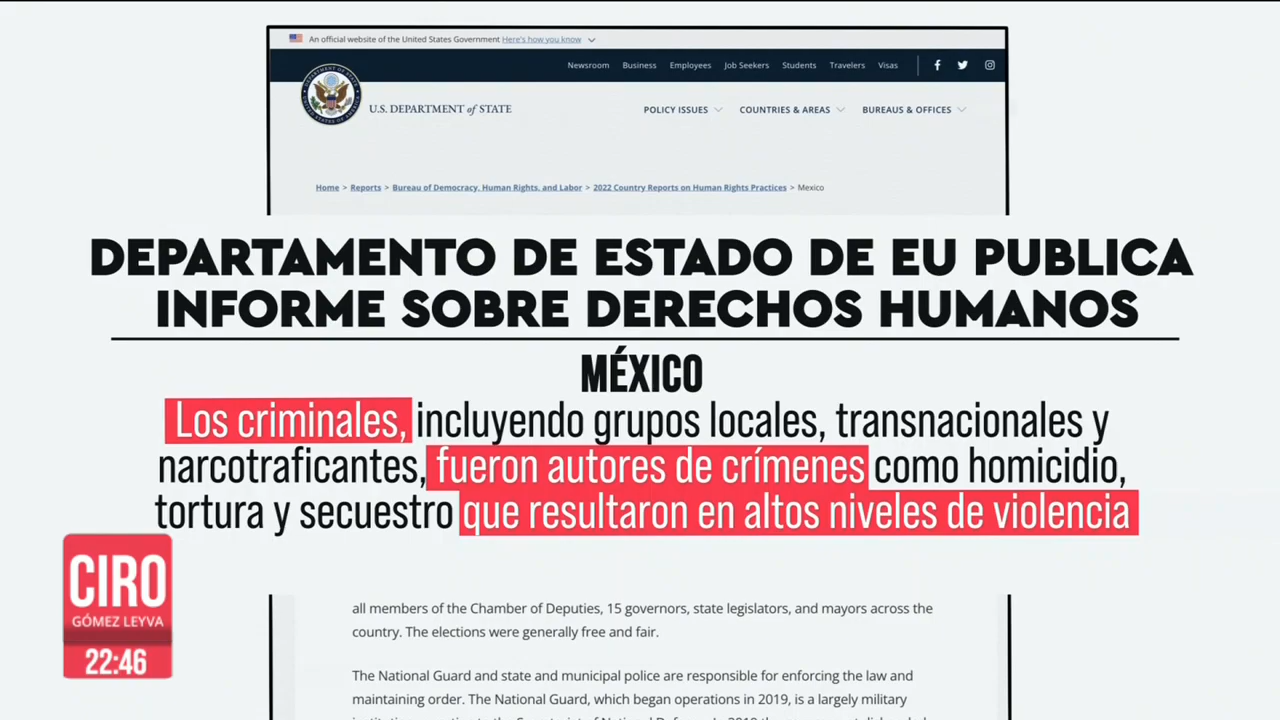 An official website of the United States Government Here's how you know
Newsroom Business Employees Job Seekers Students Travelers Visas
U.S. DEPARTMENT of STATE
POLICY ISSUES COUNTRIES & AREAS BUREAUS & OFFICES
Home > Reports > Bureau of Democracy, Human Rights, and Labor > 2022 Country Reports on Human Rights Practices > Mexico
DEPARTAMENTO DE ESTADO DE EU PUBLICA
INFORME SOBRE DERECHOS HUMANOS
MÉXICO
Los criminales, incluyendo grupos locales, transnacionales y
narcotraficantes, fueron autores de crímenes como homicidio,
tortura y secuestro que resultaron en altos niveles de violencia
CIRO
GÓMEZ LEYVA
22:46
all members of the Chamber of Deputies, 15 governors, state legislators, and mayors across the
country. The elections were generally free and fair.
The National Guard and state and municipal police are responsible for enforcing the law and
maintaining order. The National Guard, which began operations in 2019, is a largely military